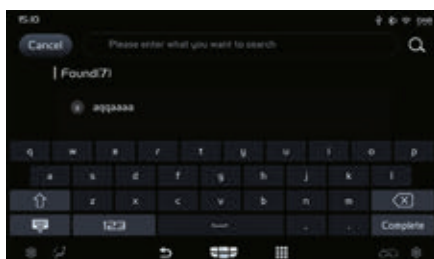 15:10
Cancel Please enter what you want to search
Found(7)
aqqaaaa
q w e r t y u i o p
a s d f g h j k l
z x c v b n m
123 , .
Complete